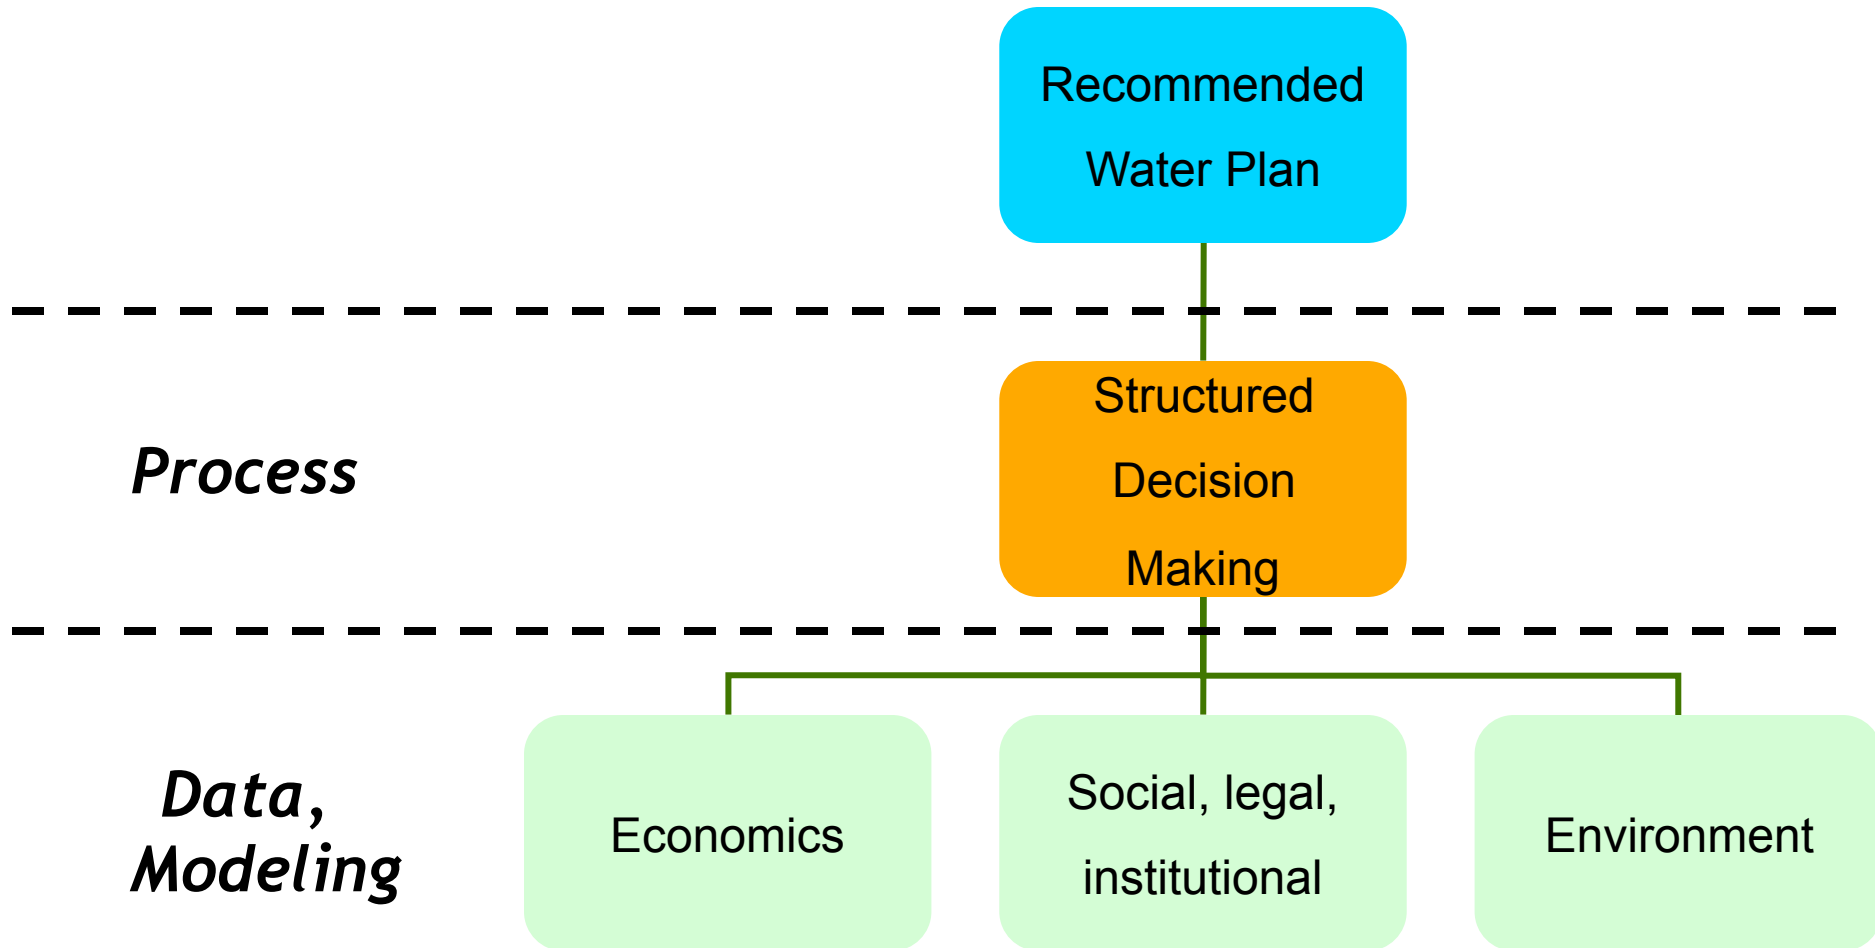 Recommended
Water Plan
Process
Structured
Decision
Making
Data,
Modeling
Economics
Social, legal,
institutional
Environment